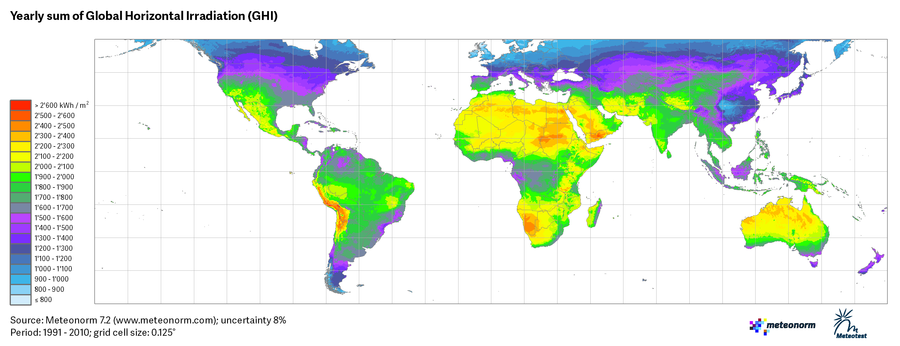 Yearly sum of Global Horizontal Irradiation (GHI)
> 2'600 kWh / m²
2'500 - 2'600
2'400 - 2'500
2'300 - 2'400
2'200 - 2'300
2'100 - 2'200
2'000 - 2'100
1'900 - 2'000
1'800 - 1'900
1'700 - 1'800
1'600 - 1'700
1'500 - 1'600
1'400 - 1'500
1'300 - 1'400
1'200 - 1'300
1'100 - 1'200
1'000 - 1'100
900 - 1'000
800 - 900
≤ 800
Source: Meteonorm 7.2 (www.meteonorm.com); uncertainty 8%
Period: 1991 - 2010; grid cell size: 0.125°
meteonorm
Meteotest